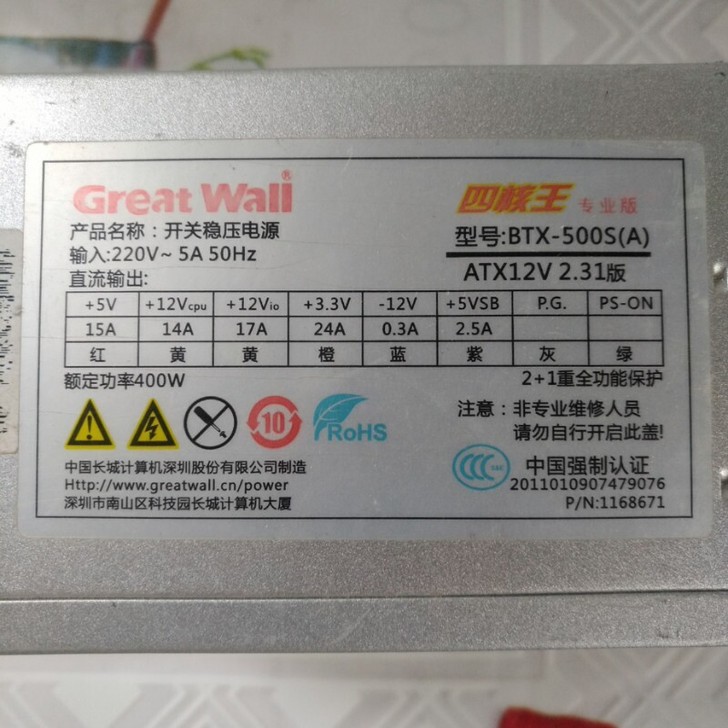 Great Wall®
四核王 专业版
产品名称：开关稳压电源
型号:BTX-500S(A)
输入:220V~ 5A 50Hz
ATX12V 2.31版
直流输出:
+5V +12Vcpu +12Vio +3.3V -12V +5VSB P.G. PS-ON
15A 14A 17A 24A 0.3A 2.5A
红 黄 黄 橙 蓝 紫 灰 绿
额定功率400W
2+1重全功能保护
10
RoHS
注意：非专业维修人员
请勿自行开启此盖!
中国长城计算机深圳股份有限公司制造
Http://www.greatwall.cn/power
深圳市南山区科技园长城计算机大厦
CCC
中国强制认证
2011010907479076
P/N:1168671